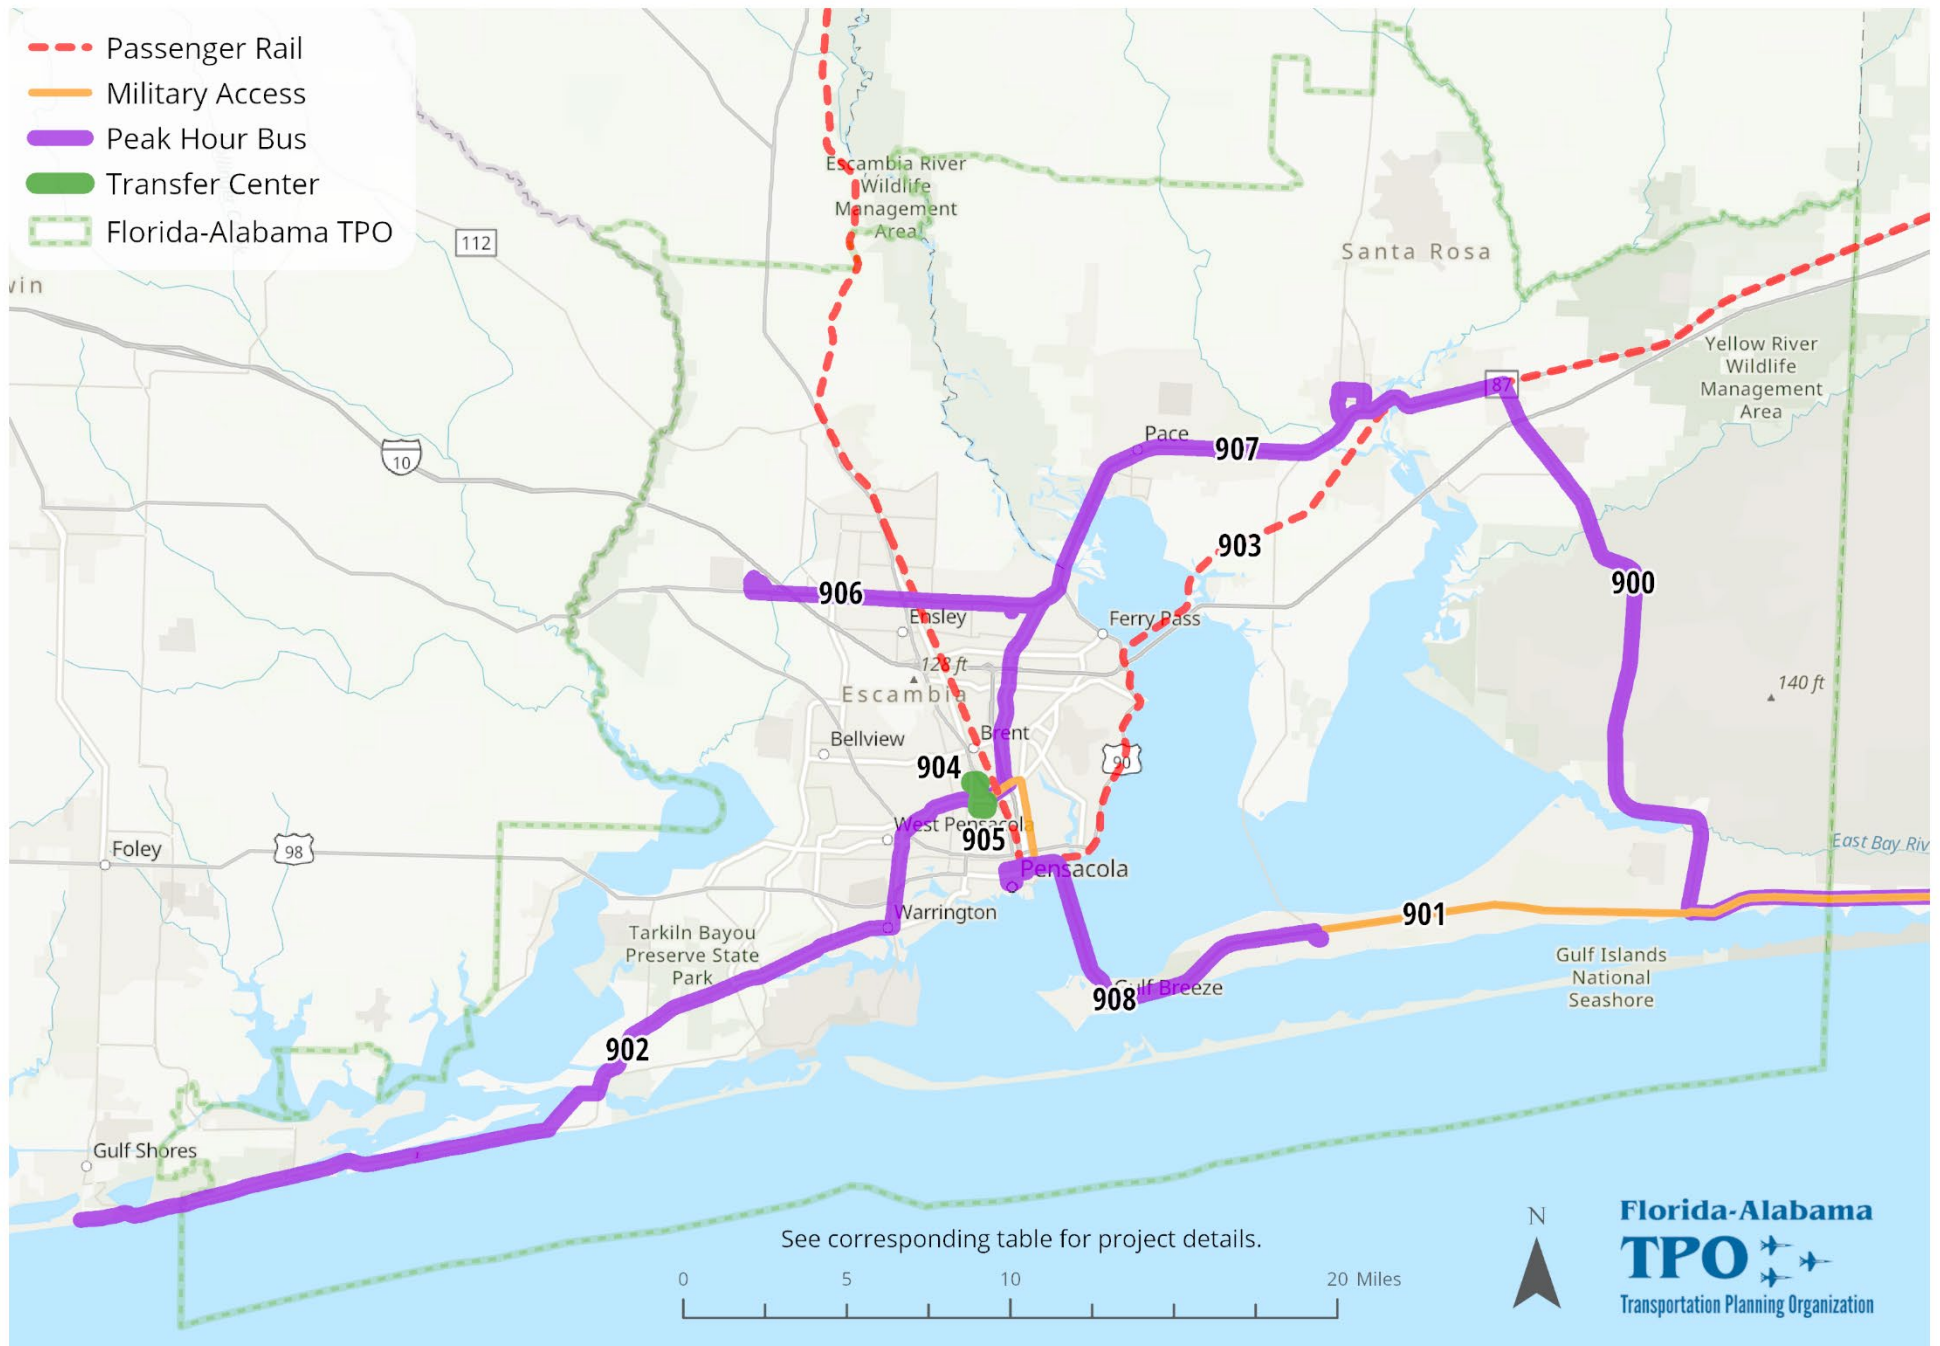 Passenger Rail
Military Access
Peak Hour Bus
Transfer Center
Florida-Alabama TPO
112
Escambia River
Wildlife
Management
Area
Santa Rosa
Yellow River
Wildlife
Management
Area
87
10
Pace
907
903
900
906
Ensley
Ferry Pass
128 ft
Escambia
140 ft
Bellview
Brent
904
90
West Pensacola
905
Foley
98
East Bay Riv
Pensacola
Warrington
901
Tarkiln Bayou
Preserve State
Park
Gulf Islands
National
Seashore
Gulf Breeze
908
902
Gulf Shores
See corresponding table for project details.
0 5 10 20 Miles
N
Florida-Alabama
TPO
Transportation Planning Organization